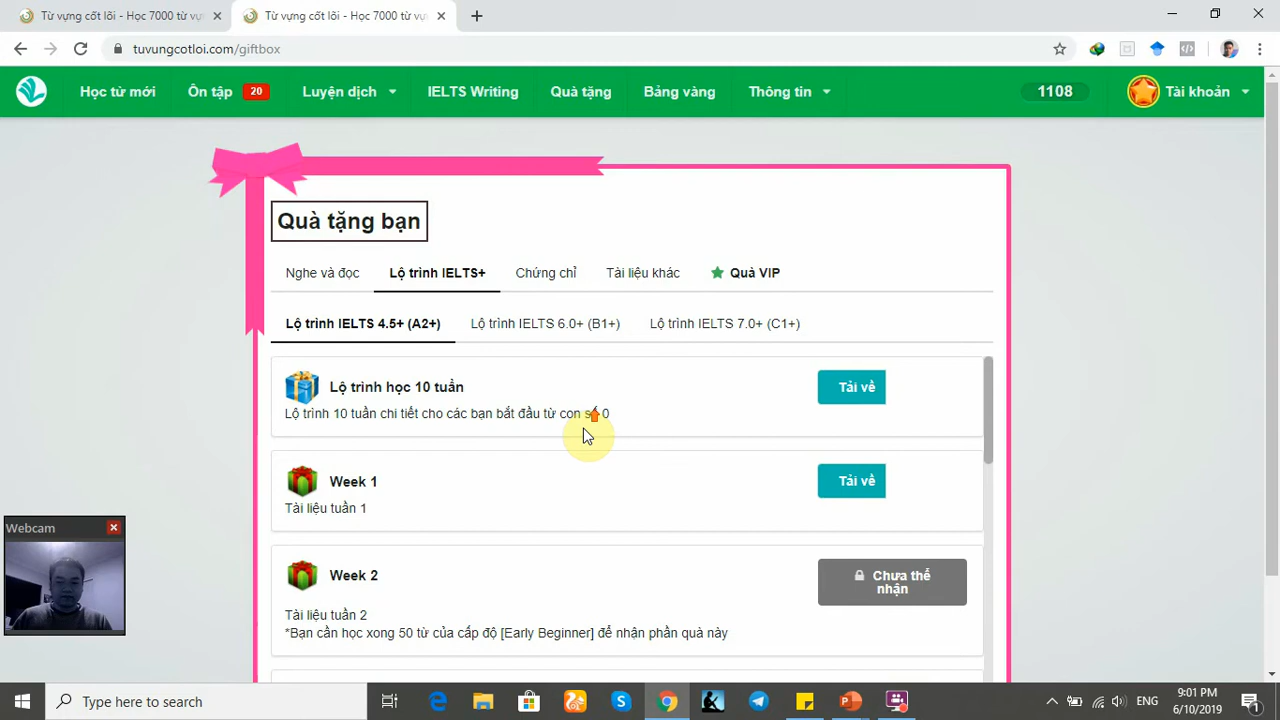 Từ vựng cốt lõi - Học 7000 từ vựn
Từ vựng cốt lõi - Học 7000 từ vựn
tuvungcotloi.com/giftbox
Học từ mới
Ôn tập 20
Luyện dịch
IELTS Writing
Quà tặng
Bảng vàng
Thông tin
1108
Tài khoản
Quà tặng bạn
Nghe và đọc
Lộ trình IELTS+
Chứng chỉ
Tài liệu khác
Quà VIP
Lộ trình IELTS 4.5+ (A2+)
Lộ trình IELTS 6.0+ (B1+)
Lộ trình IELTS 7.0+ (C1+)
Lộ trình học 10 tuần
Tải về
Lộ trình 10 tuần chi tiết cho các bạn bắt đầu từ con số 0
Week 1
Tải về
Tài liệu tuần 1
Week 2
Chưa thể
nhận
Tài liệu tuần 2
*Bạn cần học xong 50 từ của cấp độ [Early Beginner] để nhận phần quà này
Webcam
Type here to search
ENG
9:01 PM
6/10/2019
1